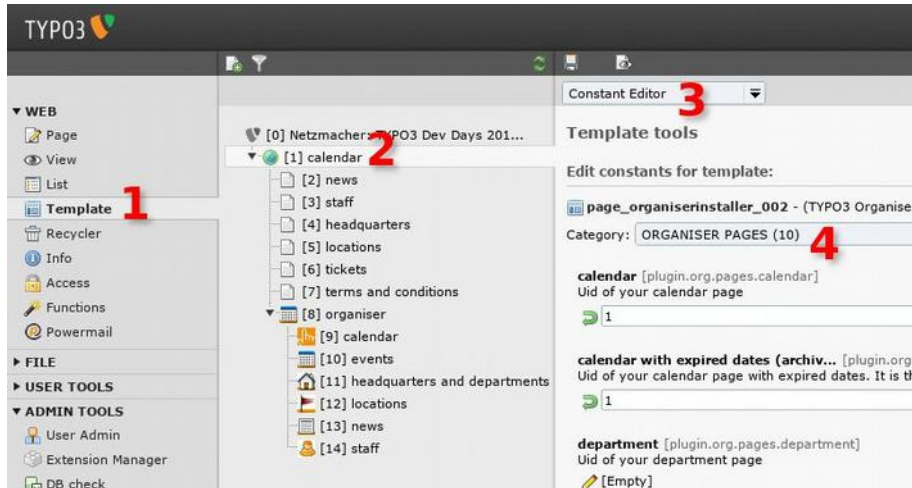 TYPO3
Constant Editor
3
▼ WEB
Page
View
List
Template
1
Recycler
Info
Access
Functions
Powermail
▶ FILE
▶ USER TOOLS
▼ ADMIN TOOLS
User Admin
Extension Manager
DB check
[0] Netzmacher: TYPO3 Dev Days 201...
2
[1] calendar
[2] news
[3] staff
[4] headquarters
[5] locations
[6] tickets
[7] terms and conditions
[8] organiser
[9] calendar
[10] events
[11] headquarters and departments
[12] locations
[13] news
[14] staff
Template tools
Edit constants for template:
page_organiserinstaller_002 - (TYPO3 Organise
Category: ORGANISER PAGES (10)
4
calendar [plugin.org.pages.calendar]
Uid of your calendar page
1
calendar with expired dates (archiv... [plugin.org
Uid of your calendar page with expired dates. It is th
1
department [plugin.org.pages.department]
Uid of your department page
[Empty]